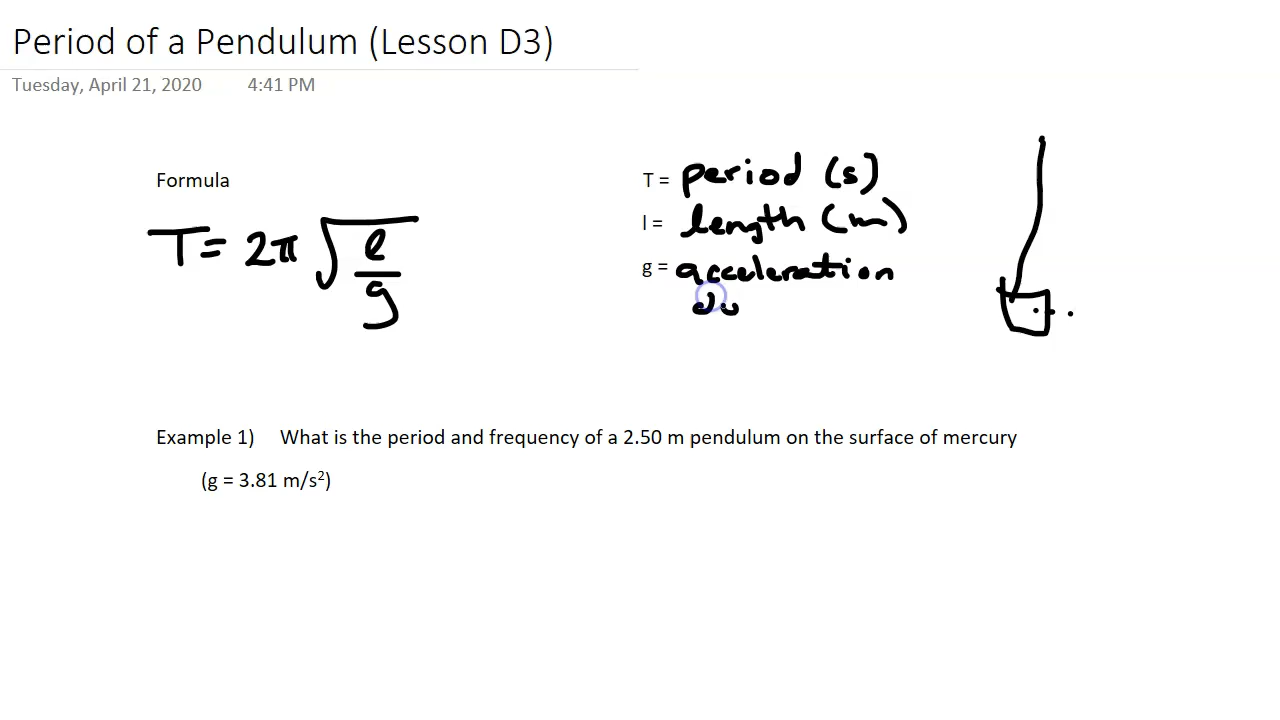 Period of a Pendulum (Lesson D3)
Tuesday, April 21, 2020 4:41 PM
Formula
T = 2π √(l/g)
T = period (s)
l = length (m)
g = acceleration
du
Example 1) What is the period and frequency of a 2.50 m pendulum on the surface of mercury
(g = 3.81 m/s²)